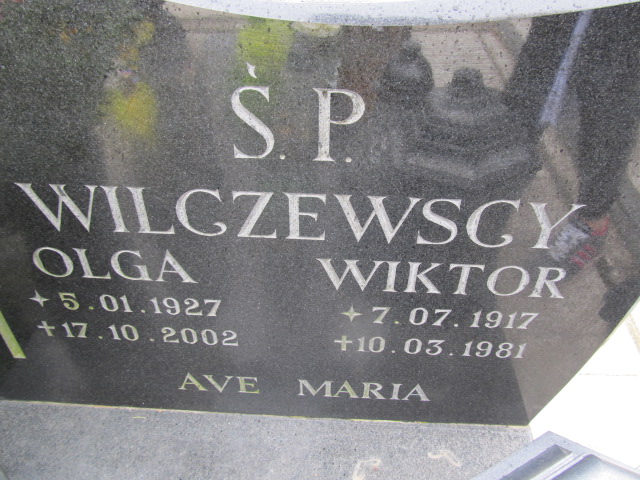 Ś. P.
WILCZEWSCY
OLGA WIKTOR
✦ 5.01.1927 ✦ 7.07.1917
+17.10.2002 +10.03.1981
AVE MARIA